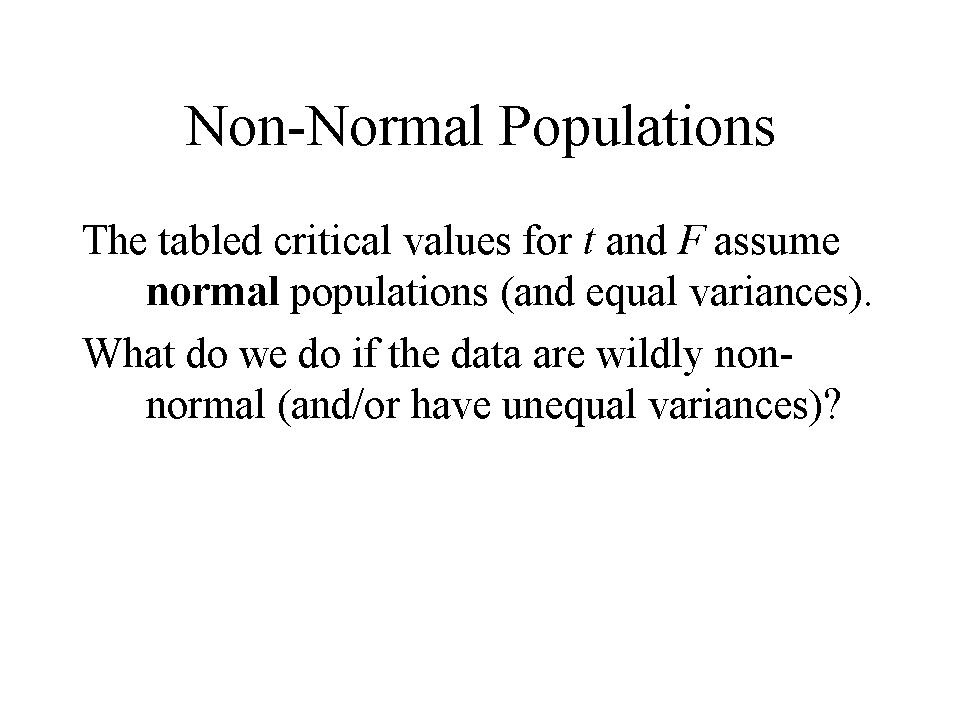 Non-Normal Populations
The tabled critical values for t and F assume
normal populations (and equal variances).
What do we do if the data are wildly non-
normal (and/or have unequal variances)?